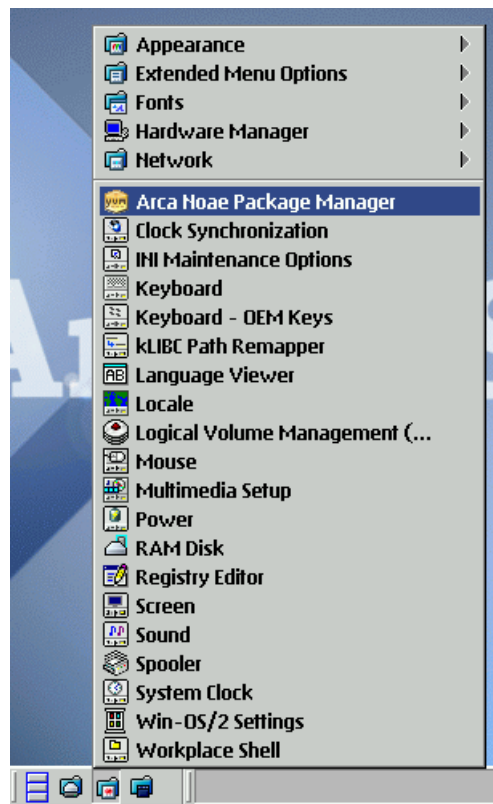 Appearance
Extended Menu Options
Fonts
Hardware Manager
Network
Arca Noae Package Manager
Clock Synchronization
INI Maintenance Options
Keyboard
Keyboard - OEM Keys
kLIBC Path Remapper
Language Viewer
Locale
Logical Volume Management (...
Mouse
Multimedia Setup
Power
RAM Disk
Registry Editor
Screen
Sound
Spooler
System Clock
Win-OS/2 Settings
Workplace Shell